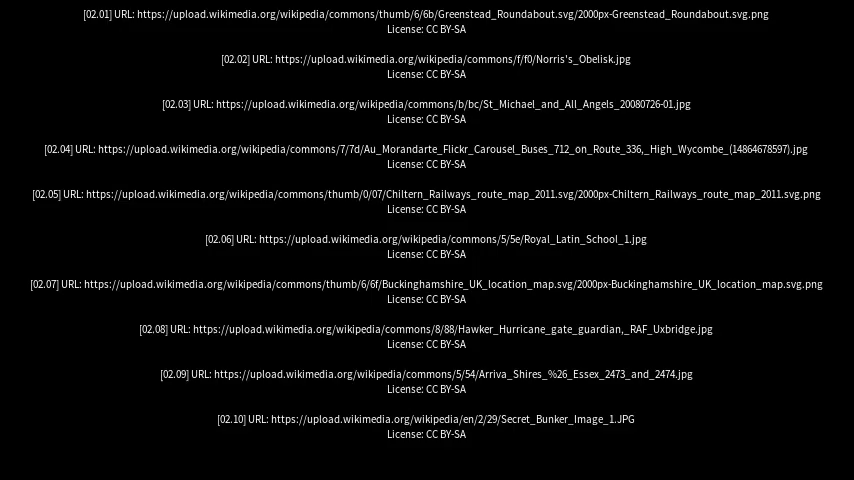 [02.01] URL: https://upload.wikimedia.org/wikipedia/commons/thumb/6/6b/Greenstead_Roundabout.svg/2000px-Greenstead_Roundabout.svg.png
License: CC BY-SA
[02.02] URL: https://upload.wikimedia.org/wikipedia/commons/f/f0/Norris's_Obelisk.jpg
License: CC BY-SA
[02.03] URL: https://upload.wikimedia.org/wikipedia/commons/b/bc/St_Michael_and_All_Angels_20080726-01.jpg
License: CC BY-SA
[02.04] URL: https://upload.wikimedia.org/wikipedia/commons/7/7d/Au_Morandarte_Flickr_Carousel_Buses_712_on_Route_336,_High_Wycombe_(14864678597).jpg
License: CC BY-SA
[02.05] URL: https://upload.wikimedia.org/wikipedia/commons/thumb/0/07/Chiltern_Railways_route_map_2011.svg/2000px-Chiltern_Railways_route_map_2011.svg.png
License: CC BY-SA
[02.06] URL: https://upload.wikimedia.org/wikipedia/commons/5/5e/Royal_Latin_School_1.jpg
License: CC BY-SA
[02.07] URL: https://upload.wikimedia.org/wikipedia/commons/thumb/6/6f/Buckinghamshire_UK_location_map.svg/2000px-Buckinghamshire_UK_location_map.svg.png
License: CC BY-SA
[02.08] URL: https://upload.wikimedia.org/wikipedia/commons/8/88/Hawker_Hurricane_gate_guardian,_RAF_Uxbridge.jpg
License: CC BY-SA
[02.09] URL: https://upload.wikimedia.org/wikipedia/commons/5/54/Arriva_Shires_%26_Essex_2473_and_2474.jpg
License: CC BY-SA
[02.10] URL: https://upload.wikimedia.org/wikipedia/en/2/29/Secret_Bunker_Image_1.JPG
License: CC BY-SA